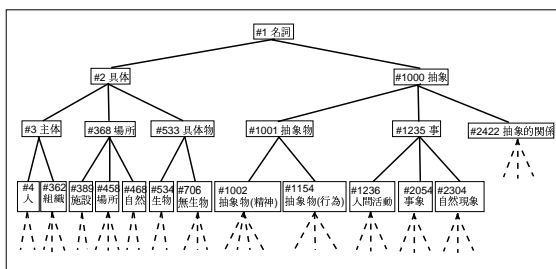 #1 名詞
#2 具体
#1000 抽象
#3 主体
#368 場所
#533 具体物
#1001 抽象物
#1235 事
#2422 抽象的関係
#4
人
#362
組織
#389
施設
#458
場所
#468
自然
#534
生物
#706
無生物
#1002
抽象物(精神)
#1154
抽象物(行為)
#1236
人間活動
#2054
事象
#2304
自然現象